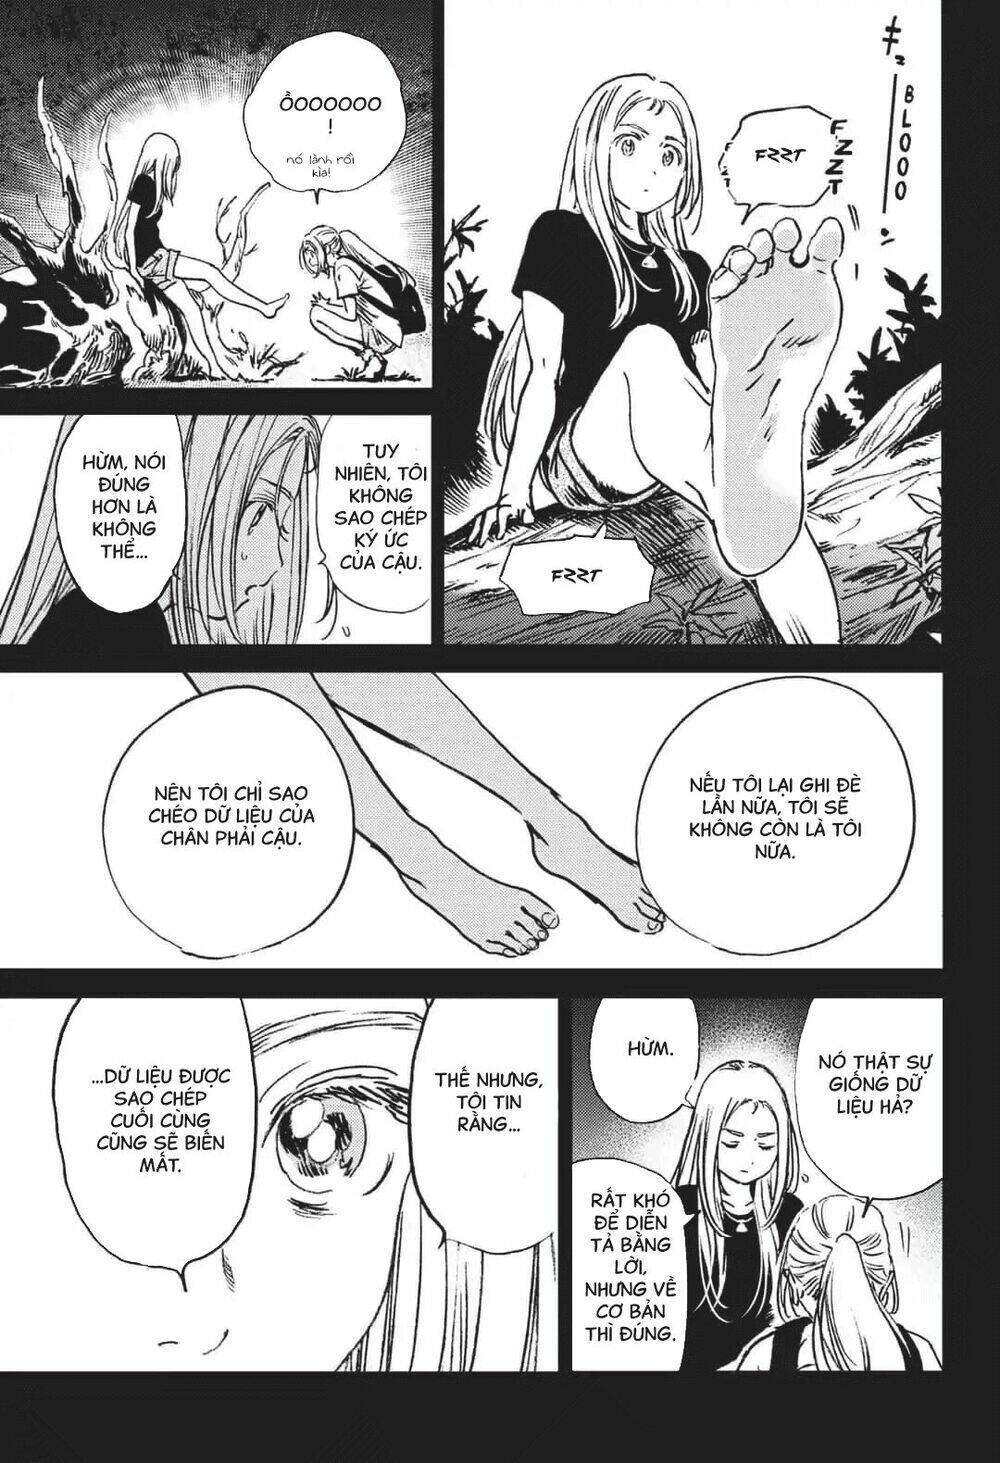 キュ
BLOOO
FZZT
FZZT
FZZT
ỒOOOOOOO
!
nó lành rồi
kìa!
TUY
NHIÊN, TÔI
KHÔNG
SAO CHÉP
KÝ ỨC
CỦA CẬU.
HỪM, NÓI
ĐÚNG
HƠN LÀ
KHÔNG
THỂ...
NẾU TÔI LẠI GHI ĐÈ
LẦN NỮA, TÔI SẼ
KHÔNG CÒN LÀ TÔI
NỮA.
NÊN TÔI CHỈ SAO
CHÉO DỮ LIỆU CỦA
CHÂN PHẢI CẬU.
NÓ THẬT SỰ
GIỐNG DỮ
LIỆU HẢ?
HỪM.
RẤT KHÓ
ĐỂ DIỄN
TẢ BẰNG
LỜI,
NHƯNG VỀ
CƠ BẢN
THÌ ĐÚNG.
THẾ NHƯNG,
TÔI TIN
RẰNG...
...DỮ LIỆU ĐƯỢC
SAO CHÉP
CUỐI CÙNG
CŨNG SẼ BIẾN
MẤT.